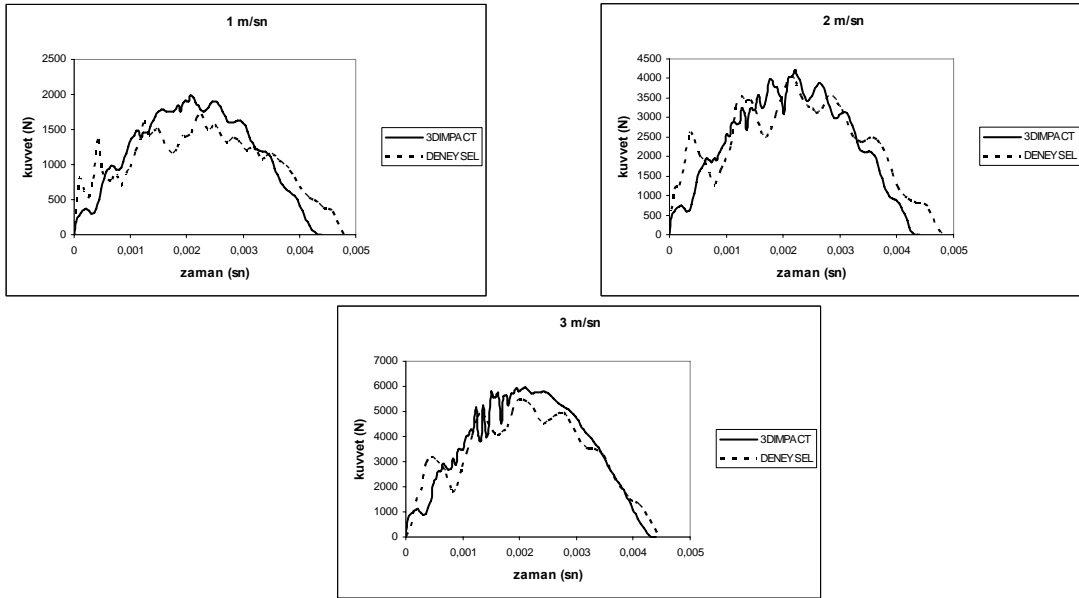 1 m/sn
2500
2000
1500
1000
500
0
0 0,001 0,002 0,003 0,004 0,005
kuvvet (N)
zaman (sn)
3DIMPACT
DENEYSEL
2 m/sn
4500
4000
3500
3000
2500
2000
1500
1000
500
0
0 0,001 0,002 0,003 0,004 0,005
kuvvet (N)
zaman (sn)
3DIMPACT
DENEYSEL
3 m/sn
7000
6000
5000
4000
3000
2000
1000
0
0 0,001 0,002 0,003 0,004 0,005
kuvvet (N)
zaman (sn)
3DIMPACT
DENEYSEL